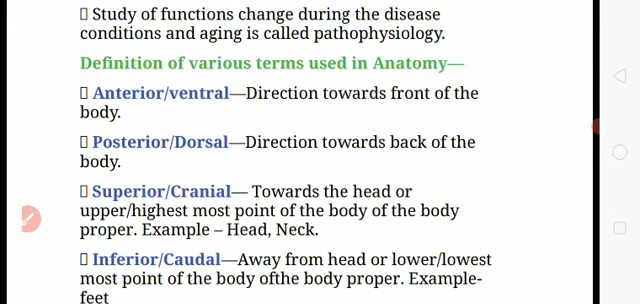 ▯ Study of functions change during the disease
conditions and aging is called pathophysiology.
Definition of various terms used in Anatomy—
▯ Anterior/ventral—Direction towards front of the
body.
▯ Posterior/Dorsal—Direction towards back of the
body.
▯ Superior/Cranial— Towards the head or
upper/highest most point of the body of the body
proper. Example – Head, Neck.
▯ Inferior/Caudal—Away from head or lower/lowest
most point of the body ofthe body proper. Example-
feet